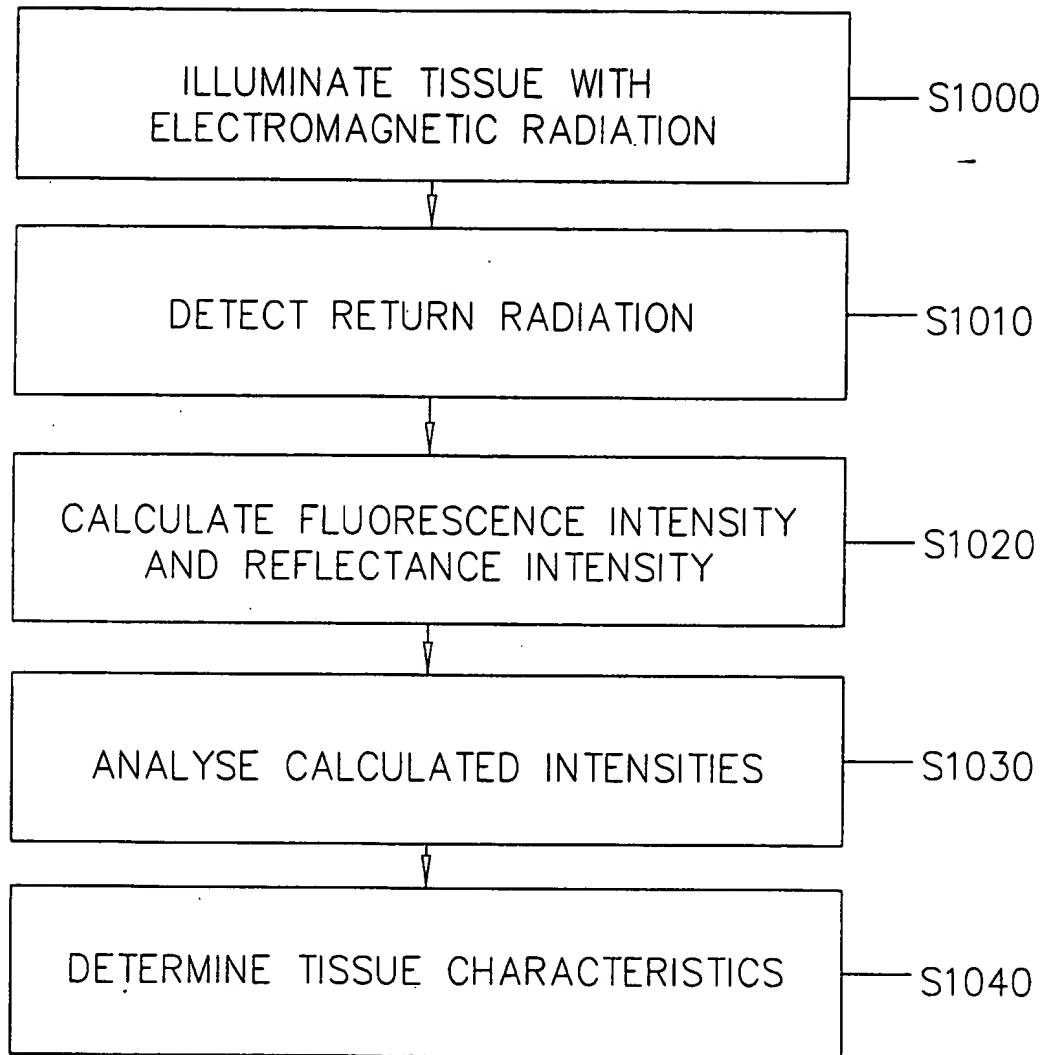 ILLUMINATE TISSUE WITH
ELECTROMAGNETIC RADIATION
S1000
DETECT RETURN RADIATION
S1010
CALCULATE FLUORESCENCE INTENSITY
AND REFLECTANCE INTENSITY
S1020
ANALYSE CALCULATED INTENSITIES
S1030
DETERMINE TISSUE CHARACTERISTICS
S1040